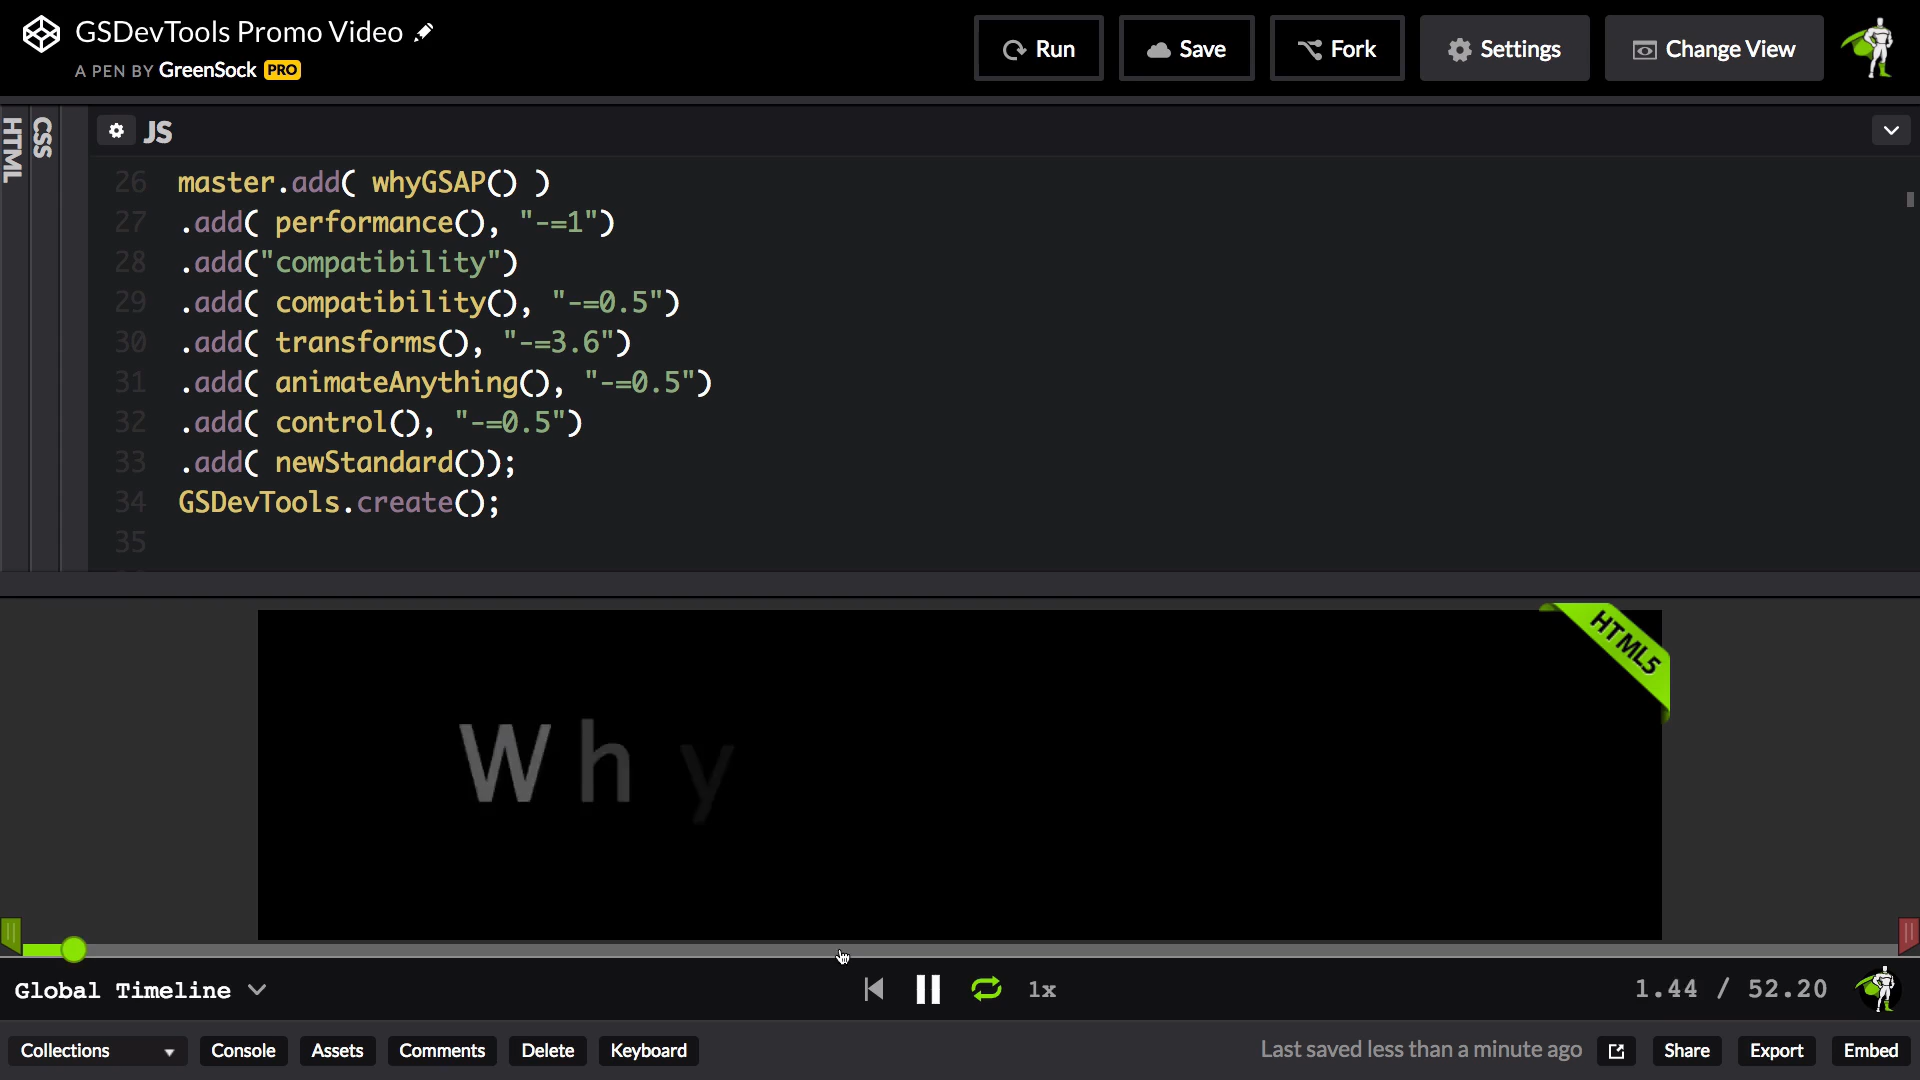 GSDevTools Promo Video
A PEN BY GreenSock PRO
Run
Save
Fork
Settings
Change View
HTML
CSS
JS
26 master.add( whyGSAP() )
27 .add( performance(), "-=1")
28 .add("compatibility")
29 .add( compatibility(), "-=0.5")
30 .add( transforms(), "-=3.6")
31 .add( animateAnything(), "-=0.5")
32 .add( control(), "-=0.5")
33 .add( newStandard());
34 GSDevTools.create();
35
HTML5
Why
Global Timeline
1x
1.44 / 52.20
Collections
Console
Assets
Comments
Delete
Keyboard
Last saved less than a minute ago
Share
Export
Embed